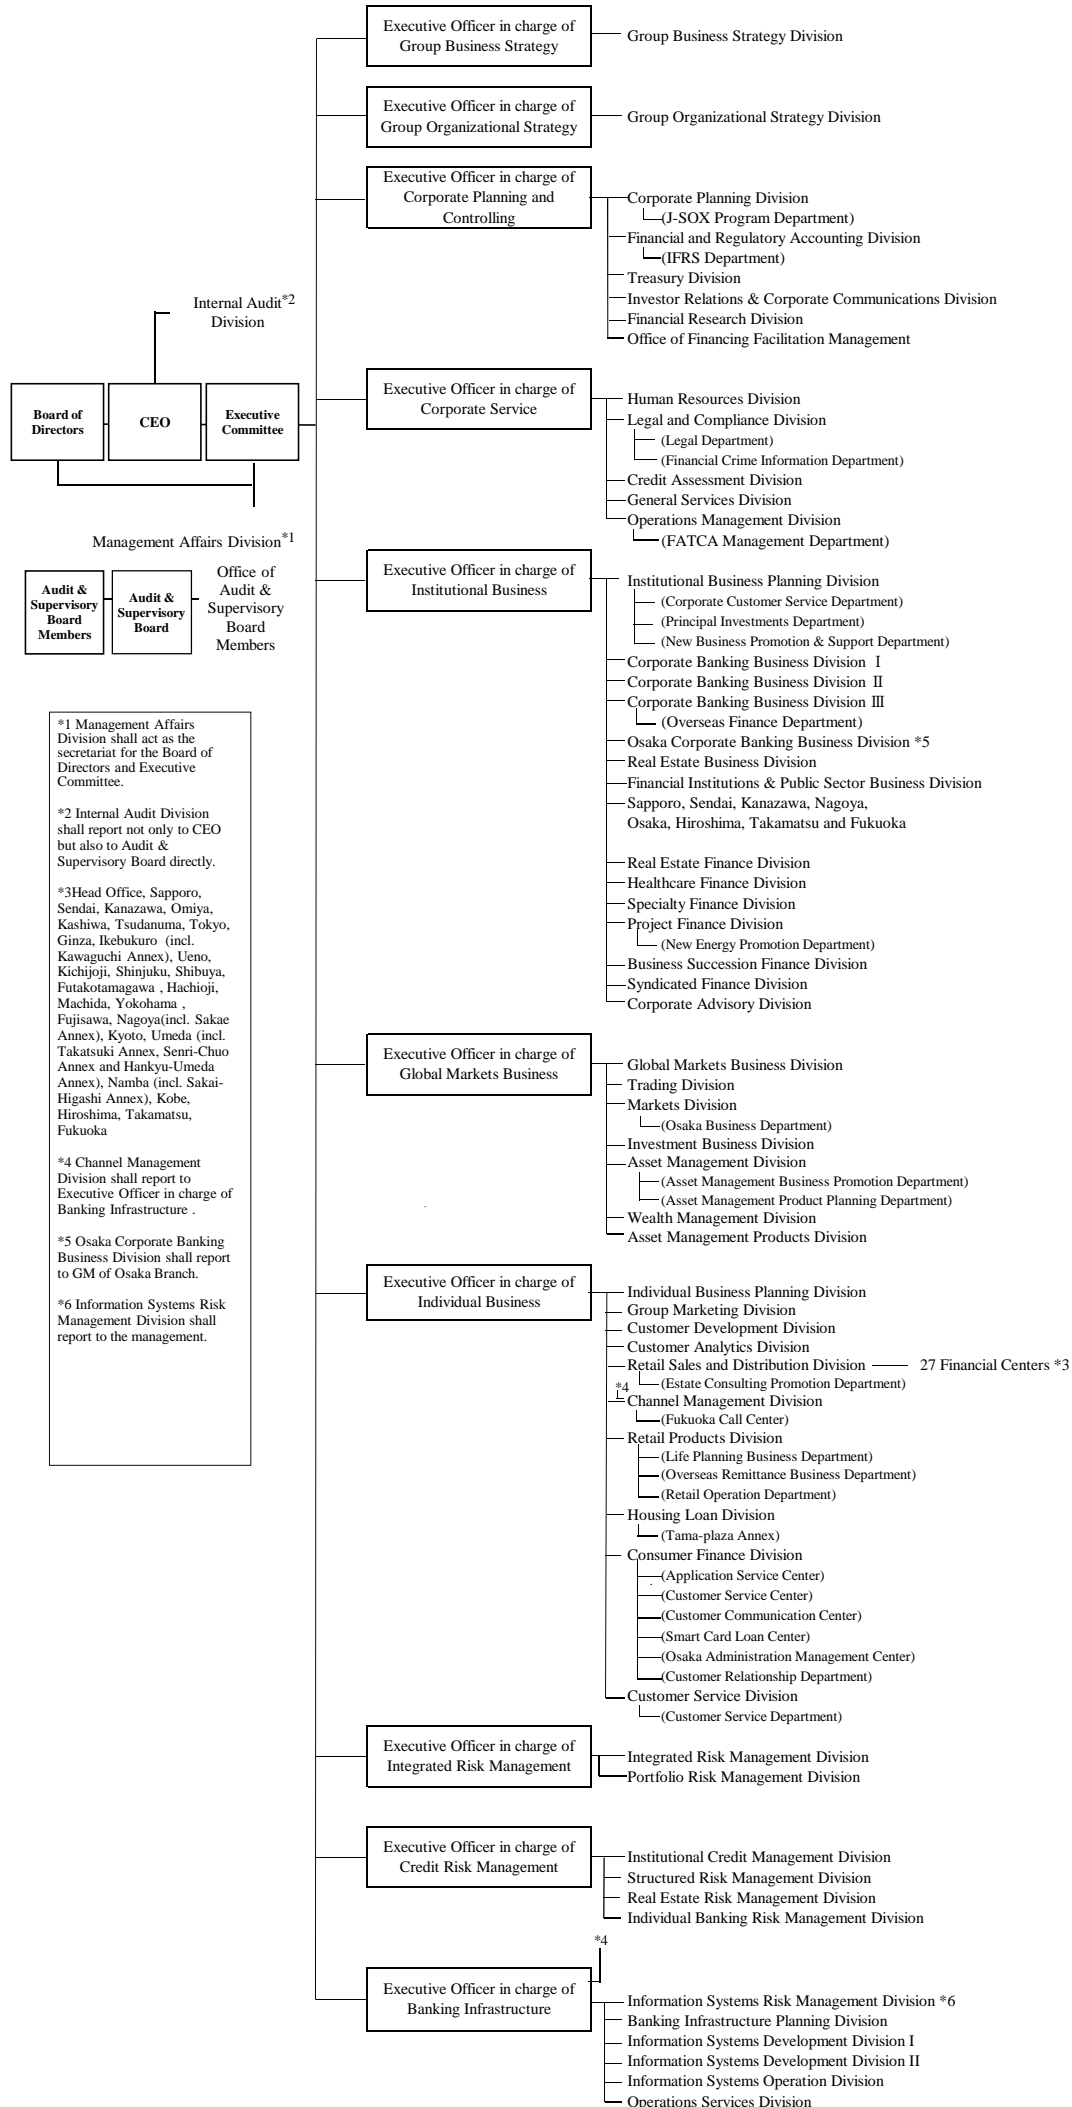 Executive Officer in charge of
Group Business Strategy
Group Business Strategy Division
Executive Officer in charge of
Group Organizational Strategy
Group Organizational Strategy Division
Executive Officer in charge of
Corporate Planning and
Controlling
Corporate Planning Division
(J-SOX Program Department)
Financial and Regulatory Accounting Division
(IFRS Department)
Treasury Division
Investor Relations & Corporate Communications Division
Financial Research Division
Office of Financing Facilitation Management
Internal Audit*2
Division
Board of
Directors
CEO
Executive
Committee
Management Affairs Division*1
Audit &
Supervisory
Board
Members
Audit &
Supervisory
Board
Office of
Audit &
Supervisory
Board
Members
Executive Officer in charge of
Corporate Service
Human Resources Division
Legal and Compliance Division
(Legal Department)
(Financial Crime Information Department)
Credit Assessment Division
General Services Division
Operations Management Division
(FATCA Management Department)
Executive Officer in charge of
Institutional Business
Institutional Business Planning Division
(Corporate Customer Service Department)
(Principal Investments Department)
(New Business Promotion & Support Department)
Corporate Banking Business Division Ⅰ
Corporate Banking Business Division Ⅱ
Corporate Banking Business Division Ⅲ
(Overseas Finance Department)
Osaka Corporate Banking Business Division *5
Real Estate Business Division
Financial Institutions & Public Sector Business Division
Sapporo, Sendai, Kanazawa, Nagoya,
Osaka, Hiroshima, Takamatsu and Fukuoka
Real Estate Finance Division
Healthcare Finance Division
Specialty Finance Division
Project Finance Division
(New Energy Promotion Department)
Business Succession Finance Division
Syndicated Finance Division
Corporate Advisory Division
*1 Management Affairs
Division shall act as the
secretariat for the Board of
Directors and Executive
Committee.
*2 Internal Audit Division
shall report not only to CEO
but also to Audit &
Supervisory Board directly.
*3Head Office, Sapporo,
Sendai, Kanazawa, Omiya,
Kashiwa, Tsudanuma, Tokyo,
Ginza, Ikebukuro (incl.
Kawaguchi Annex), Ueno,
Kichijoji, Shinjuku, Shibuya,
Futakotamagawa , Hachioji,
Machida, Yokohama ,
Fujisawa, Nagoya(incl. Sakae
Annex), Kyoto, Umeda (incl.
Takatsuki Annex, Senri-Chuo
Annex and Hankyu-Umeda
Annex), Namba (incl. Sakai-
Higashi Annex), Kobe,
Hiroshima, Takamatsu,
Fukuoka
*4 Channel Management
Division shall report to
Executive Officer in charge of
Banking Infrastructure .
*5 Osaka Corporate Banking
Business Division shall report
to GM of Osaka Branch.
*6 Information Systems Risk
Management Division shall
report to the management.
Executive Officer in charge of
Global Markets Business
Global Markets Business Division
Trading Division
Markets Division
(Osaka Business Department)
Investment Business Division
Asset Management Division
(Asset Management Business Promotion Department)
(Asset Management Product Planning Department)
Wealth Management Division
Asset Management Products Division
Executive Officer in charge of
Individual Business
Individual Business Planning Division
Group Marketing Division
Customer Development Division
Customer Analytics Division
Retail Sales and Distribution Division
27 Financial Centers *3
(Estate Consulting Promotion Department)
*4
Channel Management Division
(Fukuoka Call Center)
Retail Products Division
(Life Planning Business Department)
(Overseas Remittance Business Department)
(Retail Operation Department)
Housing Loan Division
(Tama-plaza Annex)
Consumer Finance Division
(Application Service Center)
(Customer Service Center)
(Customer Communication Center)
(Smart Card Loan Center)
(Osaka Administration Management Center)
(Customer Relationship Department)
Customer Service Division
(Customer Service Department)
Executive Officer in charge of
Integrated Risk Management
Integrated Risk Management Division
Portfolio Risk Management Division
Executive Officer in charge of
Credit Risk Management
Institutional Credit Management Division
Structured Risk Management Division
Real Estate Risk Management Division
Individual Banking Risk Management Division
*4
Executive Officer in charge of
Banking Infrastructure
Information Systems Risk Management Division *6
Banking Infrastructure Planning Division
Information Systems Development Division I
Information Systems Development Division II
Information Systems Operation Division
Operations Services Division